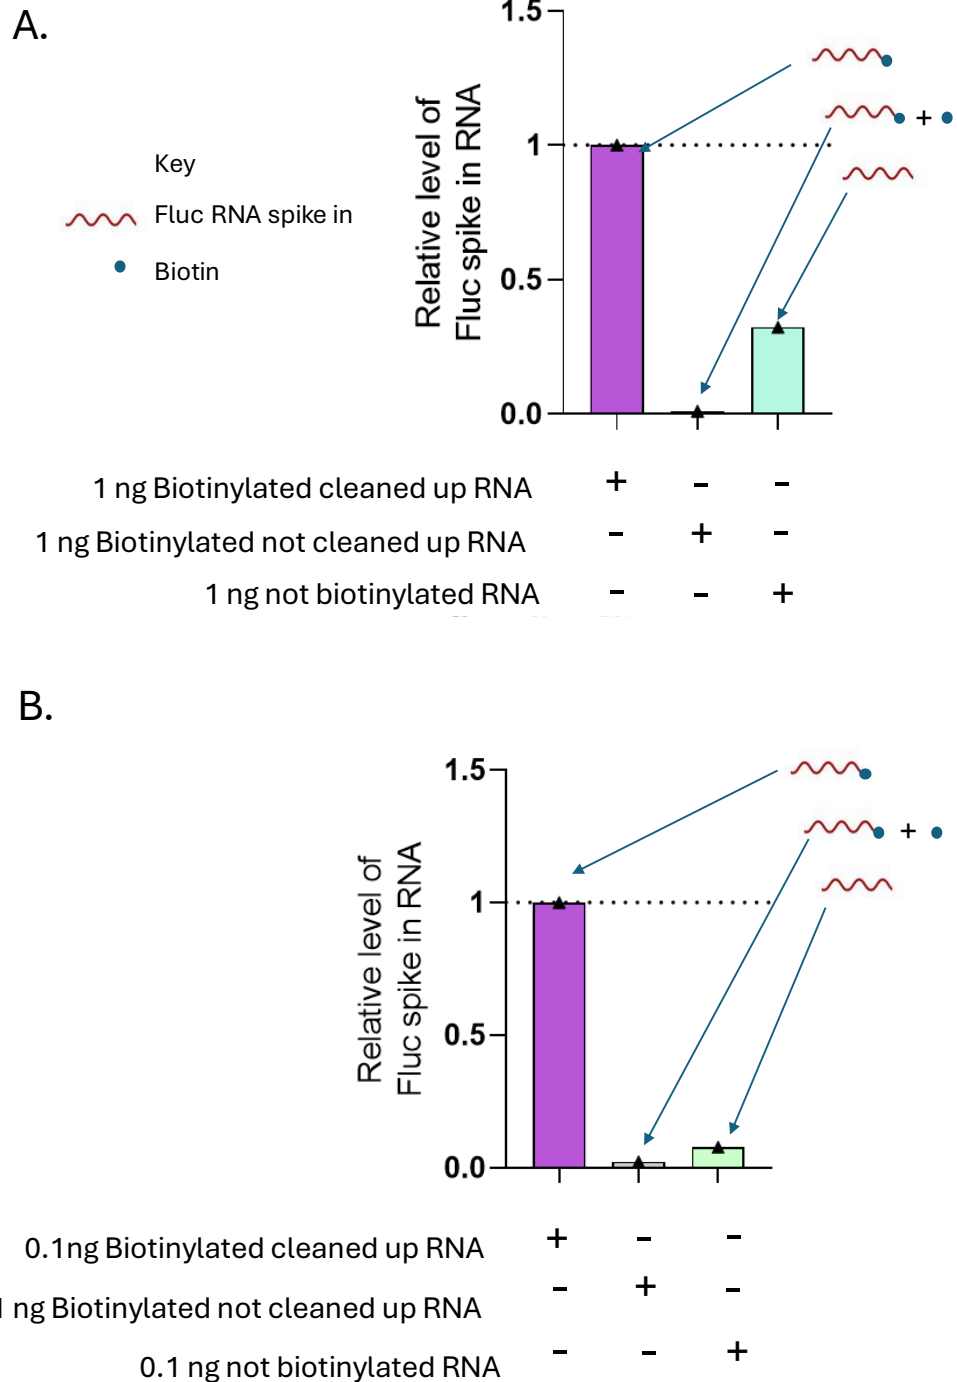 A.
Key
Fluc RNA spike in
Biotin
Relative level of
Fluc spike in RNA
1.5
1
0.5
0.0
+
1 ng Biotinylated cleaned up RNA + - -
1 ng Biotinylated not cleaned up RNA - + -
1 ng not biotinylated RNA - - +
B.
Relative level of
Fluc spike in RNA
1.5
1
0.5
0.0
+
0.1ng Biotinylated cleaned up RNA + - -
1 ng Biotinylated not cleaned up RNA - + -
0.1 ng not biotinylated RNA - - +